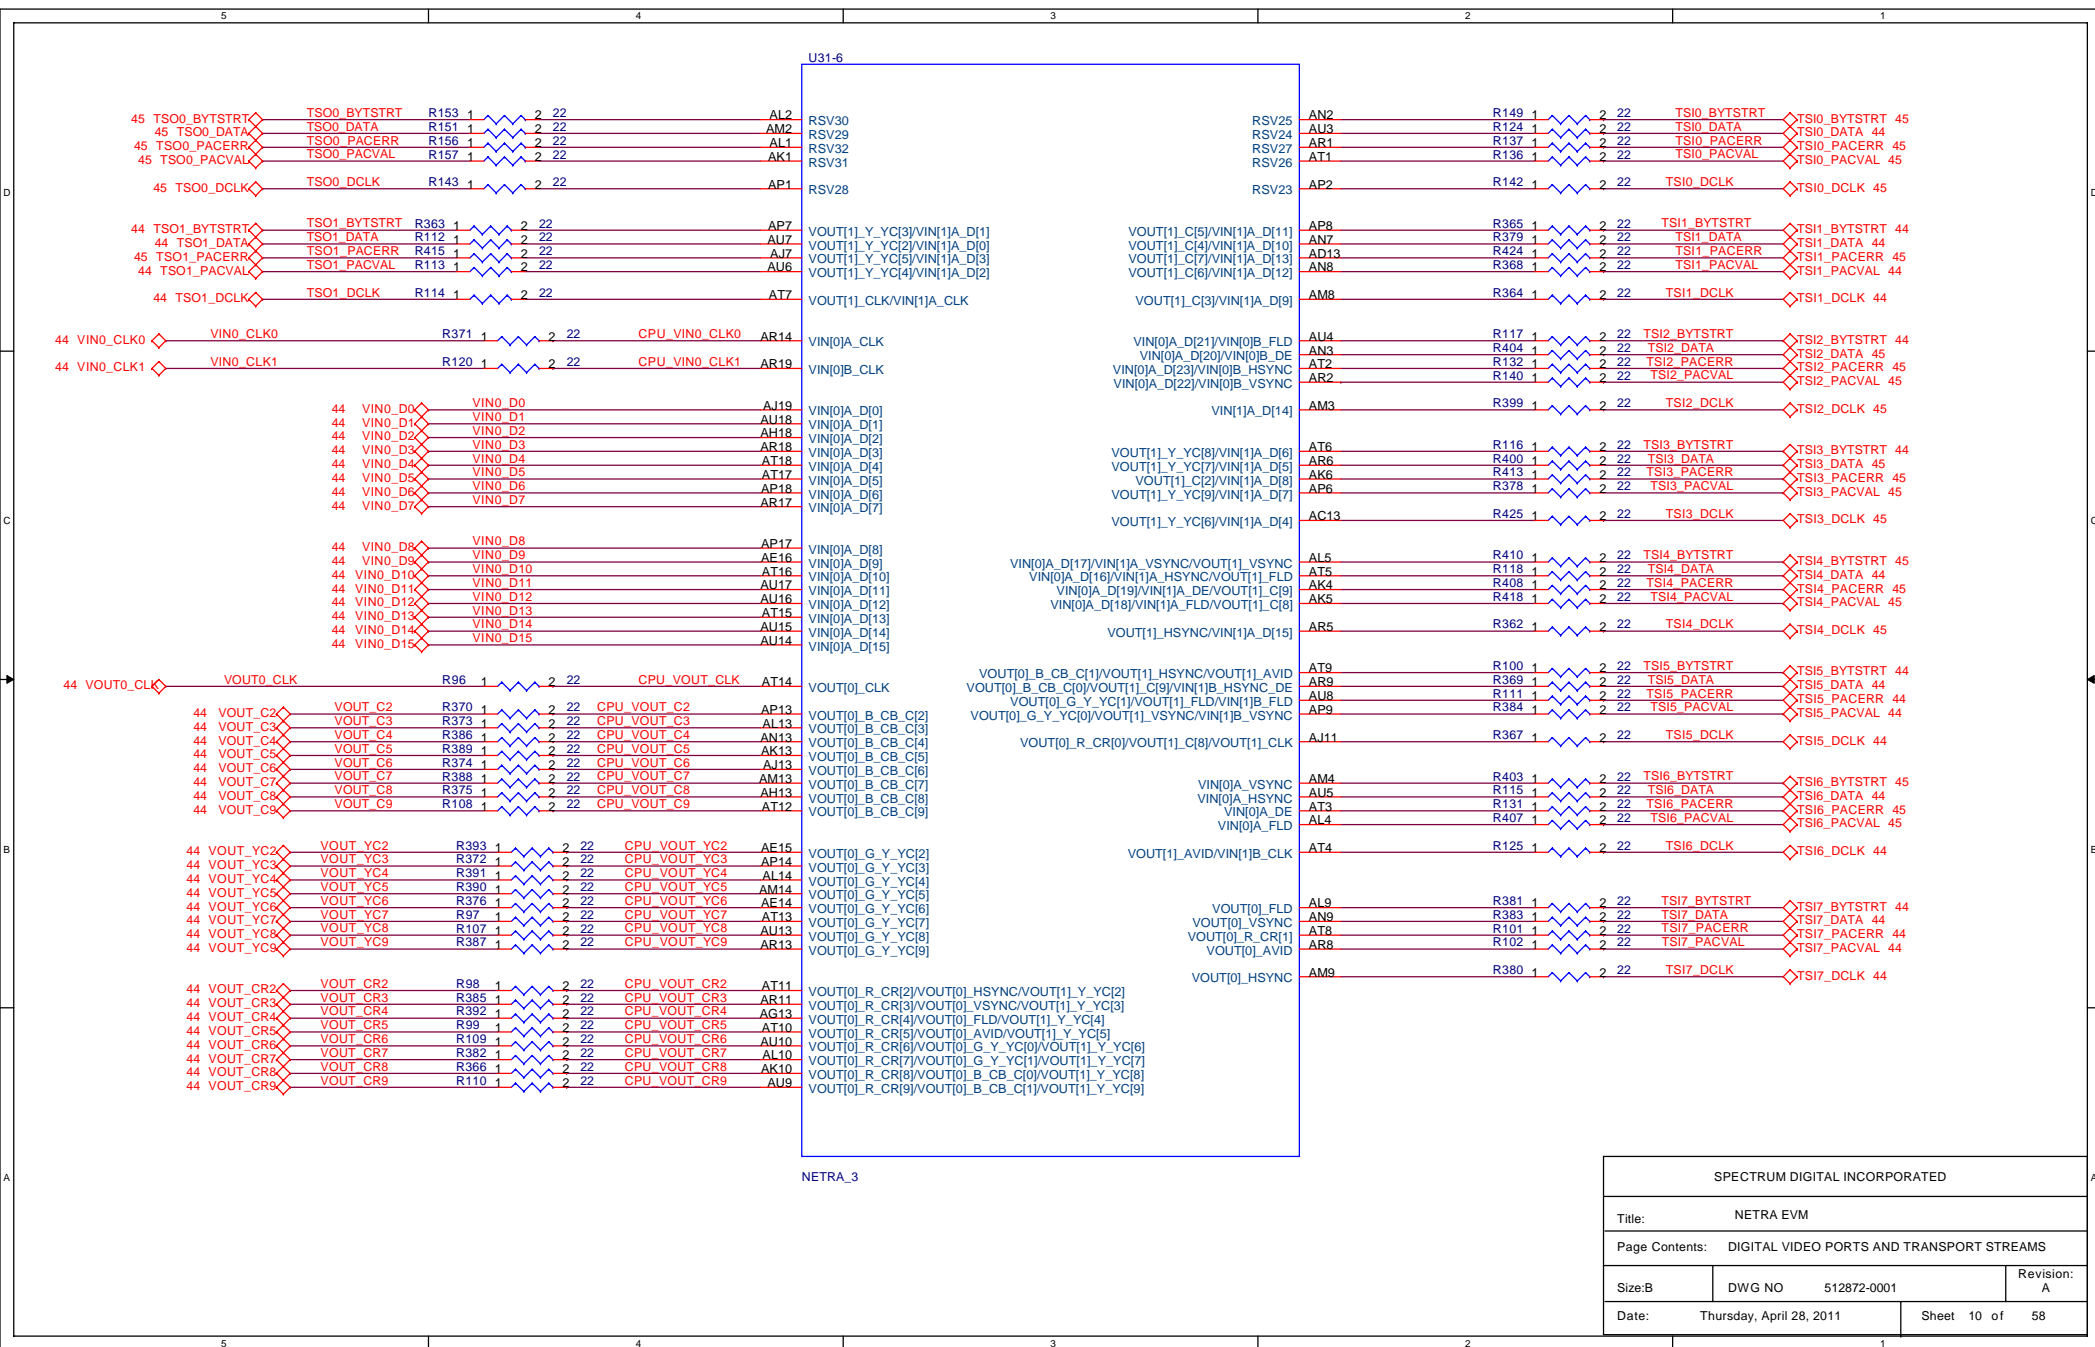 5 4 3 2 1
U31-6
45 TSO0_BYTSTRT TSO0_BYTSTRT R153 1 2 22 AL2 RSV30
45 TSO0_DATA TSO0_DATA R151 1 2 22 AM2 RSV29
45 TSO0_PACERR TSO0_PACERR R156 1 2 22 AL1 RSV32
45 TSO0_PACVAL TSO0_PACVAL R157 1 2 22 AK1 RSV31
45 TSO0_DCLK TSO0_DCLK R143 1 2 22 AP1 RSV28
44 TSO1_BYTSTRT TSO1_BYTSTRT R363 1 2 22 AP7 VOUT[1]_Y_YC[3]/VIN[1]A_D[1]
44 TSO1_DATA TSO1_DATA R112 1 2 22 AU7 VOUT[1]_Y_YC[2]/VIN[1]A_D[0]
45 TSO1_PACERR TSO1_PACERR R415 1 2 22 AJ7 VOUT[1]_Y_YC[5]/VIN[1]A_D[3]
44 TSO1_PACVAL TSO1_PACVAL R113 1 2 22 AU6 VOUT[1]_Y_YC[4]/VIN[1]A_D[2]
44 TSO1_DCLK TSO1_DCLK R114 1 2 22 AT7 VOUT[1]_CLK/VIN[1]A_CLK
44 VIN0_CLK0 VIN0_CLK0 R371 1 2 22 CPU_VIN0_CLK0 AR14 VIN[0]A_CLK
44 VIN0_CLK1 VIN0_CLK1 R120 1 2 22 CPU_VIN0_CLK1 AR19 VIN[0]B_CLK
44 VIN0_D0 VIN0_D0 AJ19 VIN[0]A_D[0]
44 VIN0_D1 VIN0_D1 AU18 VIN[0]A_D[1]
44 VIN0_D2 VIN0_D2 AH18 VIN[0]A_D[2]
44 VIN0_D3 VIN0_D3 AR18 VIN[0]A_D[3]
44 VIN0_D4 VIN0_D4 AT18 VIN[0]A_D[4]
44 VIN0_D5 VIN0_D5 AT17 VIN[0]A_D[5]
44 VIN0_D6 VIN0_D6 AP18 VIN[0]A_D[6]
44 VIN0_D7 VIN0_D7 AR17 VIN[0]A_D[7]
44 VIN0_D8 VIN0_D8 AP17 VIN[0]A_D[8]
44 VIN0_D9 VIN0_D9 AE16 VIN[0]A_D[9]
44 VIN0_D10 VIN0_D10 AT16 VIN[0]A_D[10]
44 VIN0_D11 VIN0_D11 AU17 VIN[0]A_D[11]
44 VIN0_D12 VIN0_D12 AU16 VIN[0]A_D[12]
44 VIN0_D13 VIN0_D13 AT15 VIN[0]A_D[13]
44 VIN0_D14 VIN0_D14 AU15 VIN[0]A_D[14]
44 VIN0_D15 VIN0_D15 AU14 VIN[0]A_D[15]
44 VOUT0_CLK VOUT0_CLK R96 1 2 22 CPU_VOUT_CLK AT14 VOUT[0]_CLK
44 VOUT_C2 VOUT_C2 R370 1 2 22 CPU_VOUT_C2 AP13 VOUT[0]_B_CB_C[2]
44 VOUT_C3 VOUT_C3 R373 1 2 22 CPU_VOUT_C3 AL13 VOUT[0]_B_CB_C[3]
44 VOUT_C4 VOUT_C4 R386 1 2 22 CPU_VOUT_C4 AN13 VOUT[0]_B_CB_C[4]
44 VOUT_C5 VOUT_C5 R389 1 2 22 CPU_VOUT_C5 AK13 VOUT[0]_B_CB_C[5]
44 VOUT_C6 VOUT_C6 R374 1 2 22 CPU_VOUT_C6 AJ13 VOUT[0]_B_CB_C[6]
44 VOUT_C7 VOUT_C7 R388 1 2 22 CPU_VOUT_C7 AM13 VOUT[0]_B_CB_C[7]
44 VOUT_C8 VOUT_C8 R375 1 2 22 CPU_VOUT_C8 AH13 VOUT[0]_B_CB_C[8]
44 VOUT_C9 VOUT_C9 R108 1 2 22 CPU_VOUT_C9 AT12 VOUT[0]_B_CB_C[9]
44 VOUT_YC2 VOUT_YC2 R393 1 2 22 CPU_VOUT_YC2 AE15 VOUT[0]_G_Y_YC[2]
44 VOUT_YC3 VOUT_YC3 R372 1 2 22 CPU_VOUT_YC3 AP14 VOUT[0]_G_Y_YC[3]
44 VOUT_YC4 VOUT_YC4 R391 1 2 22 CPU_VOUT_YC4 AL14 VOUT[0]_G_Y_YC[4]
44 VOUT_YC5 VOUT_YC5 R390 1 2 22 CPU_VOUT_YC5 AM14 VOUT[0]_G_Y_YC[5]
44 VOUT_YC6 VOUT_YC6 R376 1 2 22 CPU_VOUT_YC6 AE14 VOUT[0]_G_Y_YC[6]
44 VOUT_YC7 VOUT_YC7 R97 1 2 22 CPU_VOUT_YC7 AT13 VOUT[0]_G_Y_YC[7]
44 VOUT_YC8 VOUT_YC8 R107 1 2 22 CPU_VOUT_YC8 AU13 VOUT[0]_G_Y_YC[8]
44 VOUT_YC9 VOUT_YC9 R387 1 2 22 CPU_VOUT_YC9 AR13 VOUT[0]_G_Y_YC[9]
44 VOUT_CR2 VOUT_CR2 R98 1 2 22 CPU_VOUT_CR2 AT11 VOUT[0]_R_CR[2]/VOUT[0]_HSYNC/VOUT[1]_Y_YC[2]
44 VOUT_CR3 VOUT_CR3 R385 1 2 22 CPU_VOUT_CR3 AR11 VOUT[0]_R_CR[3]/VOUT[0]_VSYNC/VOUT[1]_Y_YC[3]
44 VOUT_CR4 VOUT_CR4 R392 1 2 22 CPU_VOUT_CR4 AG13 VOUT[0]_R_CR[4]/VOUT[0]_FLD/VOUT[1]_Y_YC[4]
44 VOUT_CR5 VOUT_CR5 R99 1 2 22 CPU_VOUT_CR5 AT10 VOUT[0]_R_CR[5]/VOUT[0]_AVID/VOUT[1]_Y_YC[5]
44 VOUT_CR6 VOUT_CR6 R109 1 2 22 CPU_VOUT_CR6 AU10 VOUT[0]_R_CR[6]/VOUT[0]_G_Y_YC[0]/VOUT[1]_Y_YC[6]
44 VOUT_CR7 VOUT_CR7 R382 1 2 22 CPU_VOUT_CR7 AL10 VOUT[0]_R_CR[7]/VOUT[0]_G_Y_YC[1]/VOUT[1]_Y_YC[7]
44 VOUT_CR8 VOUT_CR8 R366 1 2 22 CPU_VOUT_CR8 AK10 VOUT[0]_R_CR[8]/VOUT[0]_B_CB_C[0]/VOUT[1]_Y_YC[8]
44 VOUT_CR9 VOUT_CR9 R110 1 2 22 CPU_VOUT_CR9 AU9 VOUT[0]_R_CR[9]/VOUT[0]_B_CB_C[1]/VOUT[1]_Y_YC[9]
RSV25 AN2 R149 1 2 22 TSI0_BYTSTRT TSI0_BYTSTRT 45
RSV24 AU3 R124 1 2 22 TSI0_DATA TSI0_DATA 44
RSV27 AR1 R137 1 2 22 TSI0_PACERR TSI0_PACERR 45
RSV26 AT1 R136 1 2 22 TSI0_PACVAL TSI0_PACVAL 45
RSV23 AP2 R142 1 2 22 TSI0_DCLK TSI0_DCLK 45
VOUT[1]_C[5]/VIN[1]A_D[11] AP8 R365 1 2 22 TSI1_BYTSTRT TSI1_BYTSTRT 44
VOUT[1]_C[4]/VIN[1]A_D[10] AN7 R379 1 2 22 TSI1_DATA TSI1_DATA 44
VOUT[1]_C[7]/VIN[1]A_D[13] AD13 R424 1 2 22 TSI1_PACERR TSI1_PACERR 45
VOUT[1]_C[6]/VIN[1]A_D[12] AN8 R368 1 2 22 TSI1_PACVAL TSI1_PACVAL 44
VOUT[1]_C[3]/VIN[1]A_D[9] AM8 R364 1 2 22 TSI1_DCLK TSI1_DCLK 44
VIN[0]A_D[21]/VIN[0]B_FLD AU4 R117 1 2 22 TSI2_BYTSTRT TSI2_BYTSTRT 44
VIN[0]A_D[20]/VIN[0]B_DE AN3 R404 1 2 22 TSI2_DATA TSI2_DATA 45
VIN[0]A_D[23]/VIN[0]B_HSYNC AT2 R132 1 2 22 TSI2_PACERR TSI2_PACERR 45
VIN[0]A_D[22]/VIN[0]B_VSYNC AR2 R140 1 2 22 TSI2_PACVAL TSI2_PACVAL 45
VIN[1]A_D[14] AM3 R399 1 2 22 TSI2_DCLK TSI2_DCLK 45
VOUT[1]_Y_YC[8]/VIN[1]A_D[6] AT6 R116 1 2 22 TSI3_BYTSTRT TSI3_BYTSTRT 44
VOUT[1]_Y_YC[7]/VIN[1]A_D[5] AR6 R400 1 2 22 TSI3_DATA TSI3_DATA 45
VOUT[1]_C[2]/VIN[1]A_D[8] AK6 R413 1 2 22 TSI3_PACERR TSI3_PACERR 45
VOUT[1]_Y_YC[9]/VIN[1]A_D[7] AP6 R378 1 2 22 TSI3_PACVAL TSI3_PACVAL 45
VOUT[1]_Y_YC[6]/VIN[1]A_D[4] AC13 R425 1 2 22 TSI3_DCLK TSI3_DCLK 45
VIN[0]A_D[17]/VIN[1]A_VSYNC/VOUT[1]_VSYNC AL5 R410 1 2 22 TSI4_BYTSTRT TSI4_BYTSTRT 45
VIN[0]A_D[16]/VIN[1]A_HSYNC/VOUT[1]_FLD AT5 R118 1 2 22 TSI4_DATA TSI4_DATA 44
VIN[0]A_D[19]/VIN[1]A_DE/VOUT[1]_C[9] AK4 R408 1 2 22 TSI4_PACERR TSI4_PACERR 45
VIN[0]A_D[18]/VIN[1]A_FLD/VOUT[1]_C[8] AK5 R418 1 2 22 TSI4_PACVAL TSI4_PACVAL 45
VOUT[1]_HSYNC/VIN[1]A_D[15] AR5 R362 1 2 22 TSI4_DCLK TSI4_DCLK 45
VOUT[0]_B_CB_C[1]/VOUT[1]_HSYNC/VOUT[1]_AVID AT9 R100 1 2 22 TSI5_BYTSTRT TSI5_BYTSTRT 44
VOUT[0]_B_CB_C[0]/VOUT[1]_C[9]/VIN[1]B_HSYNC_DE AR9 R369 1 2 22 TSI5_DATA TSI5_DATA 44
VOUT[0]_G_Y_YC[1]/VOUT[1]_FLD/VIN[1]B_FLD AU8 R111 1 2 22 TSI5_PACERR TSI5_PACERR 44
VOUT[0]_G_Y_YC[0]/VOUT[1]_VSYNC/VIN[1]B_VSYNC AP9 R384 1 2 22 TSI5_PACVAL TSI5_PACVAL 44
VOUT[0]_R_CR[0]/VOUT[1]_C[8]/VOUT[1]_CLK AJ11 R367 1 2 22 TSI5_DCLK TSI5_DCLK 44
VIN[0]A_VSYNC AM4 R403 1 2 22 TSI6_BYTSTRT TSI6_BYTSTRT 45
VIN[0]A_HSYNC AU5 R115 1 2 22 TSI6_DATA TSI6_DATA 44
VIN[0]A_DE AT3 R131 1 2 22 TSI6_PACERR TSI6_PACERR 45
VIN[0]A_FLD AL4 R407 1 2 22 TSI6_PACVAL TSI6_PACVAL 45
VOUT[1]_AVID/VIN[1]B_CLK AT4 R125 1 2 22 TSI6_DCLK TSI6_DCLK 44
VOUT[0]_FLD AL9 R381 1 2 22 TSI7_BYTSTRT TSI7_BYTSTRT 44
VOUT[0]_VSYNC AN9 R383 1 2 22 TSI7_DATA TSI7_DATA 44
VOUT[0]_R_CR[1] AT8 R101 1 2 22 TSI7_PACERR TSI7_PACERR 44
VOUT[0]_AVID AR8 R102 1 2 22 TSI7_PACVAL TSI7_PACVAL 44
VOUT[0]_HSYNC AM9 R380 1 2 22 TSI7_DCLK TSI7_DCLK 44
NETRA_3
D D
C C
B B
A A
SPECTRUM DIGITAL INCORPORATED
Title: NETRA EVM
Page Contents: DIGITAL VIDEO PORTS AND TRANSPORT STREAMS
Size:B DWG NO 512872-0001 Revision: A
Date: Thursday, April 28, 2011 Sheet 10 of 58
5 4 3 2 1